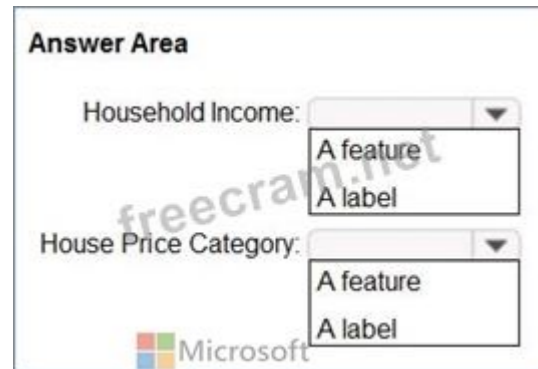 Answer Area
Household Income:
A feature
A label
freecram.net
House Price Category:
A feature
A label
Microsoft